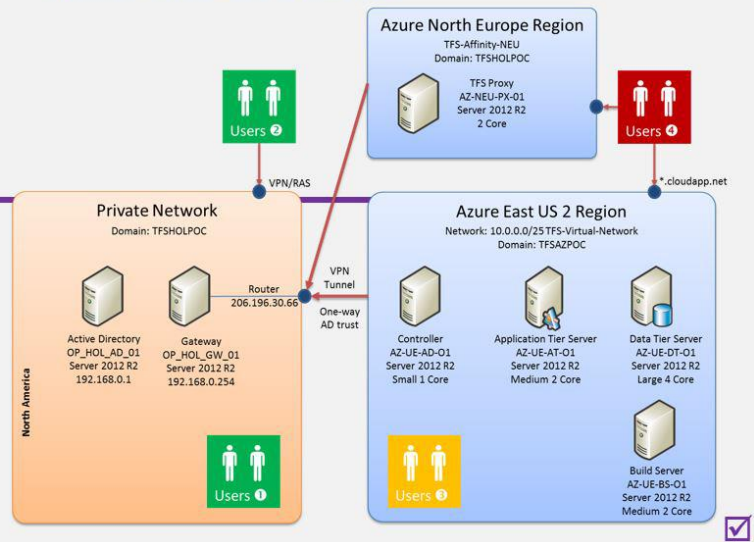 Azure North Europe Region
TFS-Affinity-NEU
Domain: TFSHOLPOC
TFS Proxy
AZ-NEU-PX-01
Server 2012 R2
2 Core
Users ❷
Users ❹
VPN/RAS
*.cloudapp.net
Private Network
Domain: TFSHOLPOC
Azure East US 2 Region
Network: 10.0.0.0/25 TFS-Virtual-Network
Domain: TFSAZPOC
Router
206.196.30.66
VPN
Tunnel
One-way
AD trust
Active Directory
OP_HOL_AD_01
Server 2012 R2
192.168.0.1
Gateway
OP_HOL_GW_01
Server 2012 R2
192.168.0.254
Controller
AZ-UE-AD-O1
Server 2012 R2
Small 1 Core
Application Tier Server
AZ-UE-AT-O1
Server 2012 R2
Medium 2 Core
Data Tier Server
AZ-UE-DT-O1
Server 2012 R2
Large 4 Core
North America
Users ❶
Users ❸
Build Server
AZ-UE-BS-O1
Server 2012 R2
Medium 2 Core